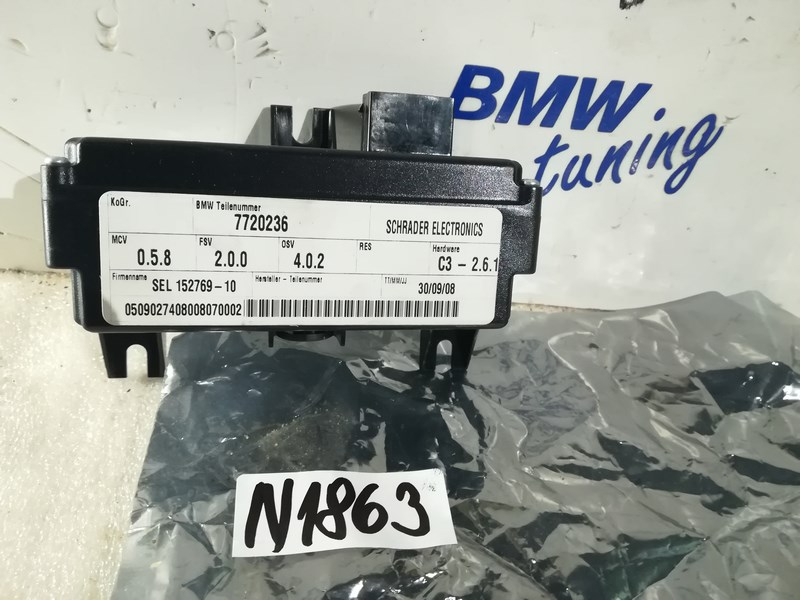 BMW
tuning
KoGr. BMW Teilenummer
7720236 SCHRADER ELECTRONICS
MCV FSV OSV RES Hardware
0.5.8 2.0.0 4.0.2 C3 - 2.6.1
Firmenname Hersteller - Teilenummer TT/MM/JJ
SEL 152769-10 30/09/08
0509027408008070002
N1863